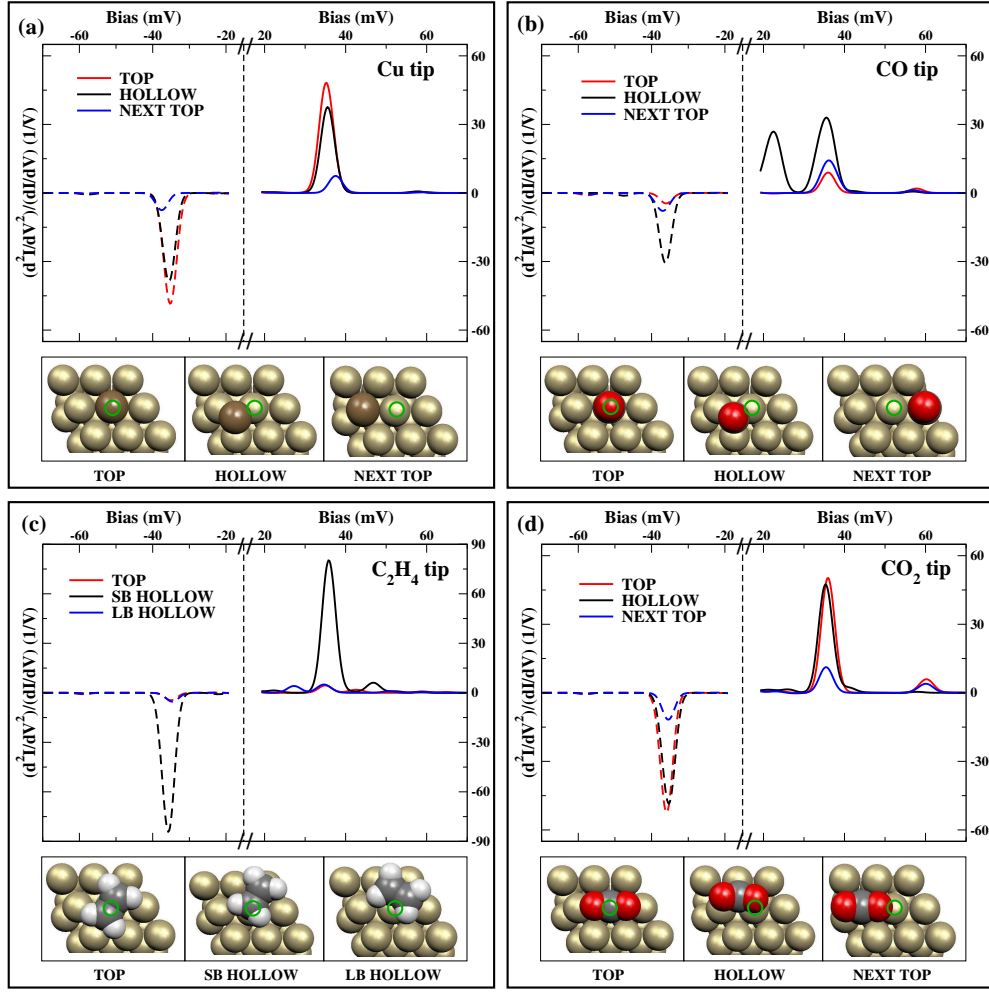 (a)
Bias (mV) Bias (mV)
-60 -40 -20 20 40 60
Cu tip
TOP
HOLLOW
NEXT TOP
60
30
0
-30
-60
(d²I/dV²)/(dI/dV) (1/V)
TOP HOLLOW NEXT TOP
(b)
Bias (mV) Bias (mV)
-60 -40 -20 20 40 60
CO tip
TOP
HOLLOW
NEXT TOP
60
30
0
-30
-60
(d²I/dV²)/(dI/dV) (1/V)
TOP HOLLOW NEXT TOP
(c)
Bias (mV) Bias (mV)
-60 -40 -20 20 40 60
C₂H₄ tip
TOP
SB HOLLOW
LB HOLLOW
90
60
30
0
-30
-60
-90
(d²I/dV²)/(dI/dV) (1/V)
TOP SB HOLLOW LB HOLLOW
(d)
Bias (mV) Bias (mV)
-60 -40 -20 20 40 60
CO₂ tip
TOP
HOLLOW
NEXT TOP
60
30
0
-30
-60
(d²I/dV²)/(dI/dV) (1/V)
TOP HOLLOW NEXT TOP